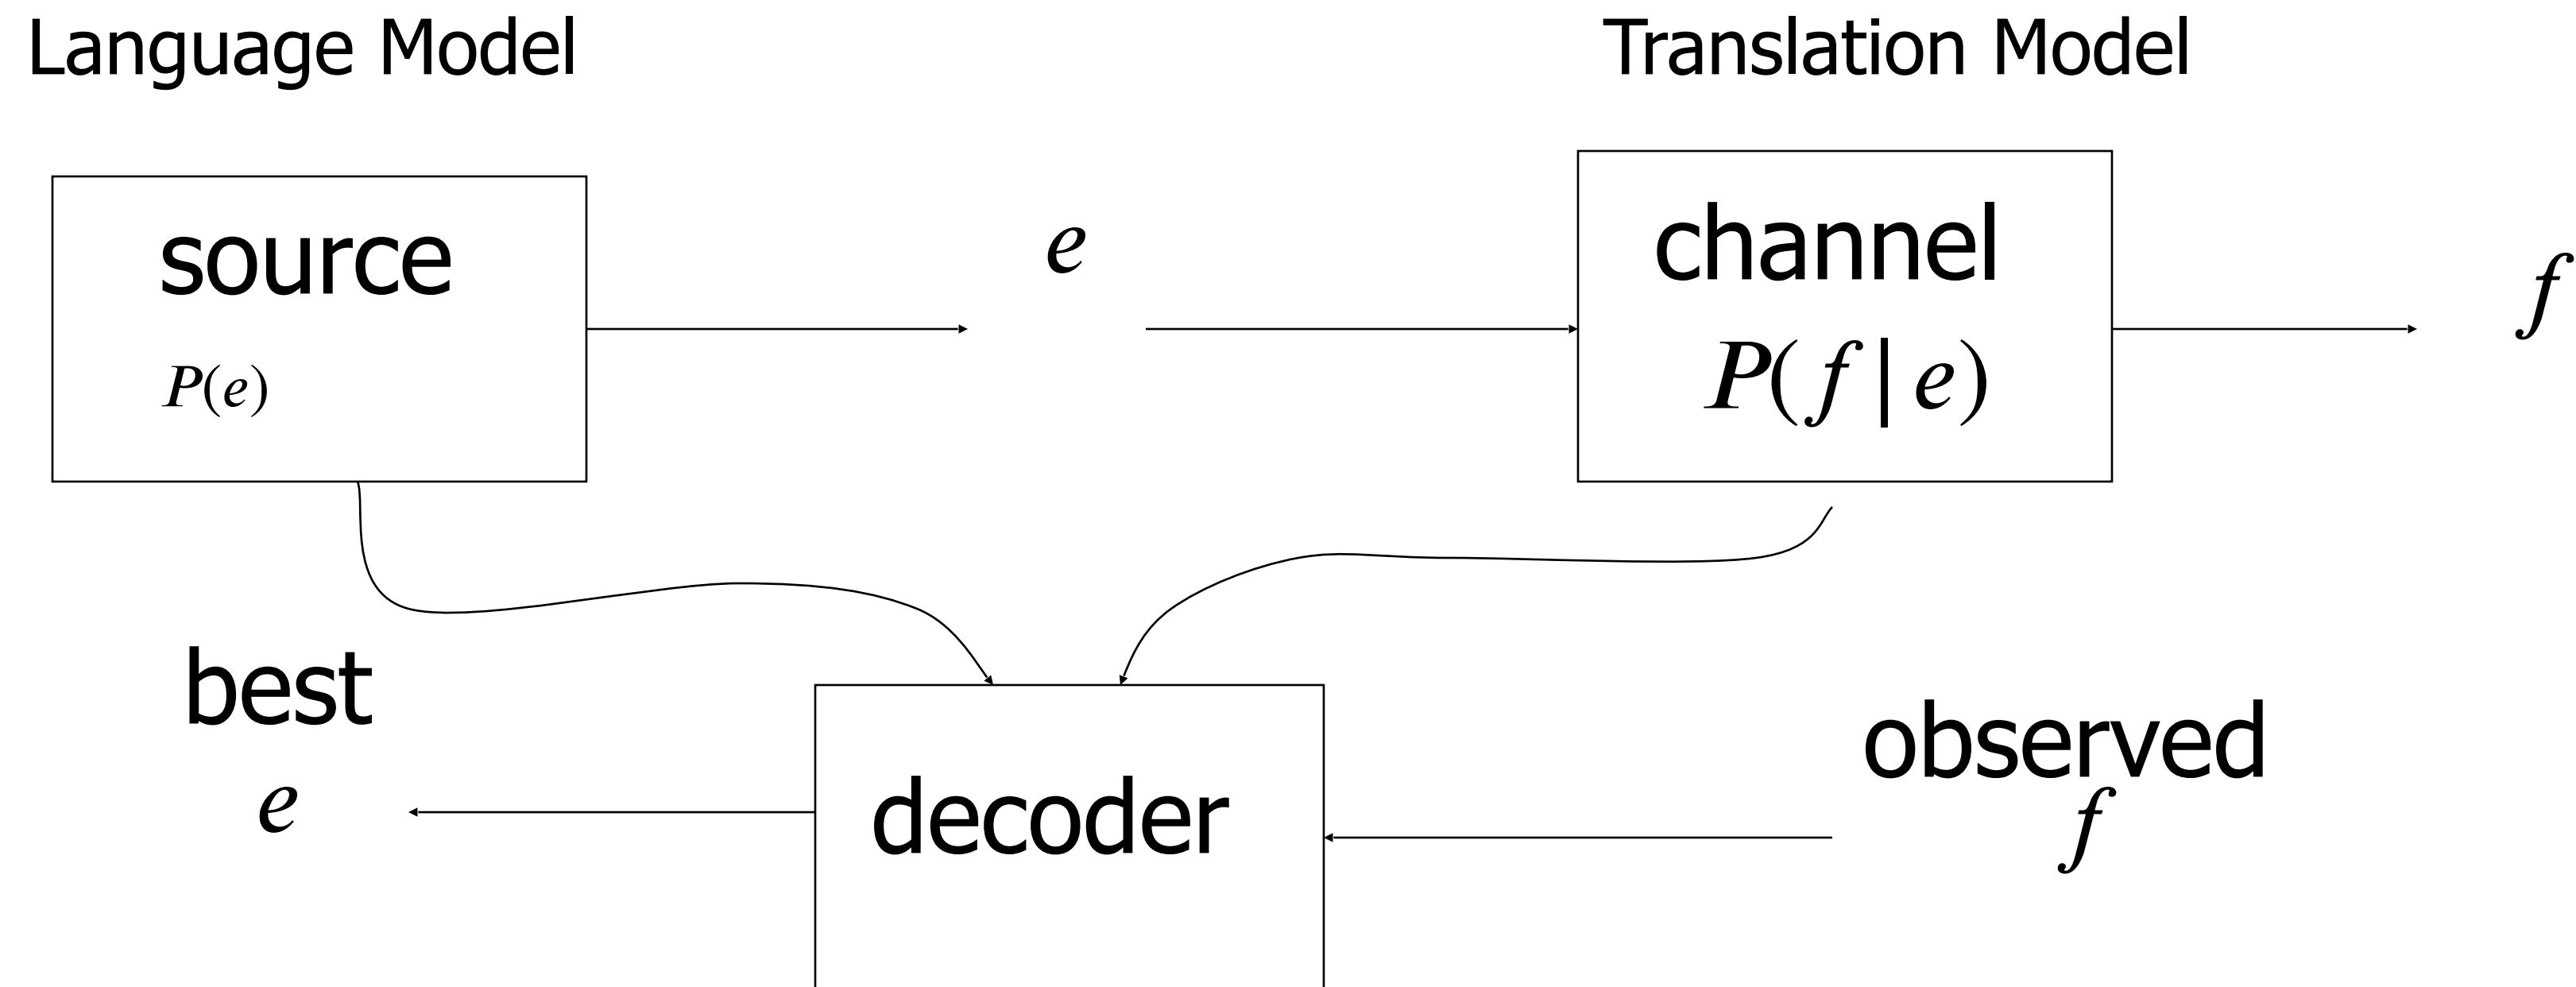 Language Model
Translation Model
source
P(e)
e
channel
P(f | e)
f
best
e
decoder
observed
f